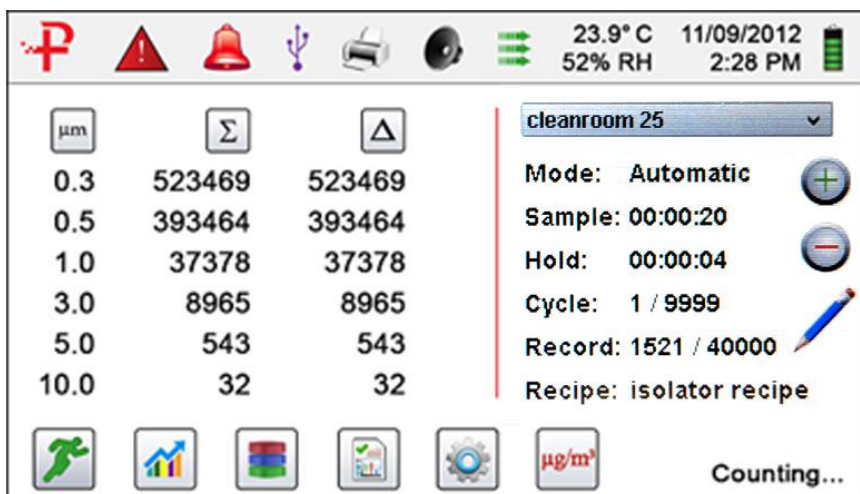 23.9° C 11/09/2012
52% RH 2:28 PM
µm Σ Δ
0.3 523469 523469
0.5 393464 393464
1.0 37378 37378
3.0 8965 8965
5.0 543 543
10.0 32 32
cleanroom 25
Mode: Automatic
Sample: 00:00:20
Hold: 00:00:04
Cycle: 1 / 9999
Record: 1521 / 40000
Recipe: isolator recipe
µg/m³
Counting...